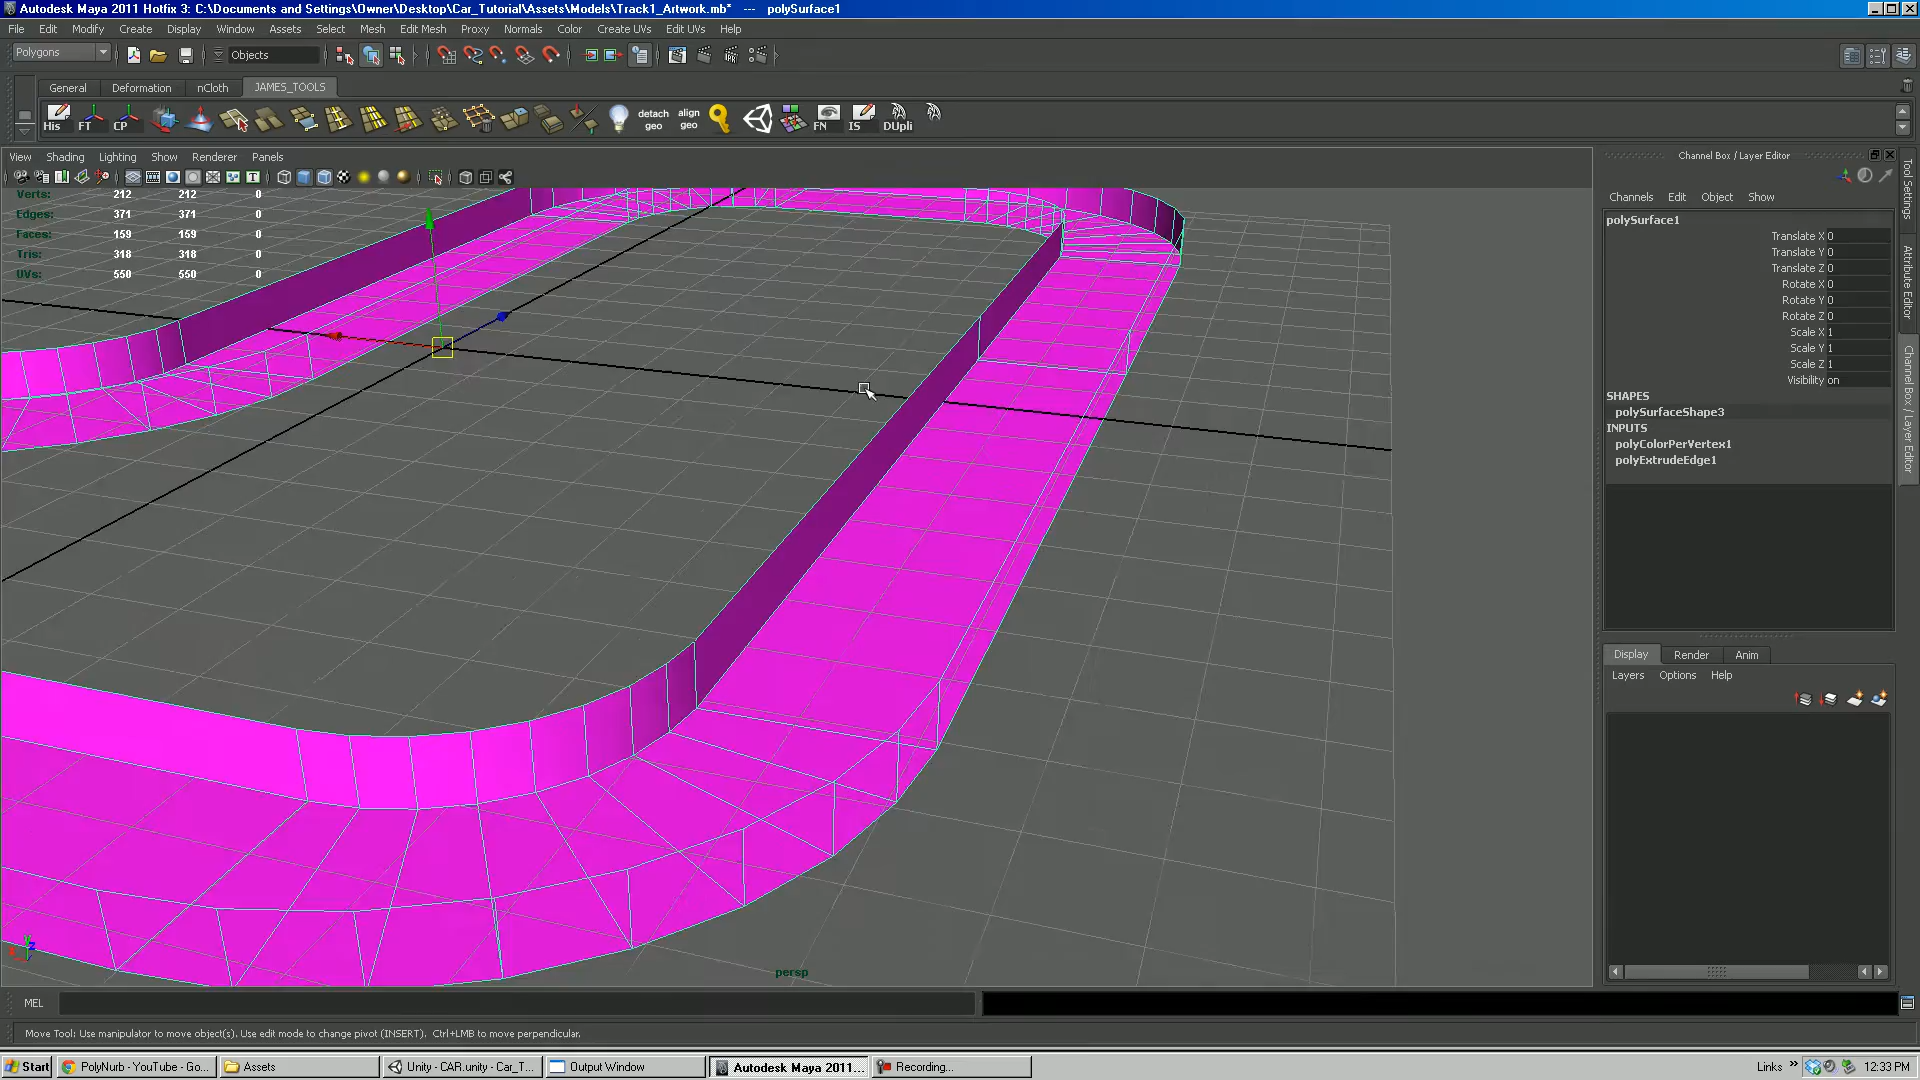 Autodesk Maya 2011 Hotfix 3: C:\Documents and Settings\Owner\Desktop\Car_Tutorial\Assets\Models\Track1_Artwork.mb* --- polySurface1
File Edit Modify Create Display Window Assets Select Mesh Edit Mesh Proxy Normals Color Create UVs Edit UVs Help
Polygons Objects
General Deformation nCloth JAMES_TOOLS
His FT CP detach geo align geo FN IS DUpli
View Shading Lighting Show Renderer Panels
Verts: 212 212 0
Edges: 371 371 0
Faces: 159 159 0
Tris: 318 318 0
UVs: 550 550 0
persp
Channel Box / Layer Editor
Channels Edit Object Show
polySurface1
Translate X 0
Translate Y 0
Translate Z 0
Rotate X 0
Rotate Y 0
Rotate Z 0
Scale X 1
Scale Y 1
Scale Z 1
Visibility on
SHAPES
polySurfaceShape3
INPUTS
polyColorPerVertex1
polyExtrudeEdge1
Display Render Anim
Layers Options Help
Tool Settings
Attribute Editor
Channel Box / Layer Editor
MEL
Move Tool: Use manipulator to move object(s). Use edit mode to change pivot (INSERT). Ctrl+LMB to move perpendicular.
Start PolyNurb - YouTube - Go... Assets Unity - CAR.unity - Car_T... Output Window Autodesk Maya 2011... Recording... Links » 12:33 PM